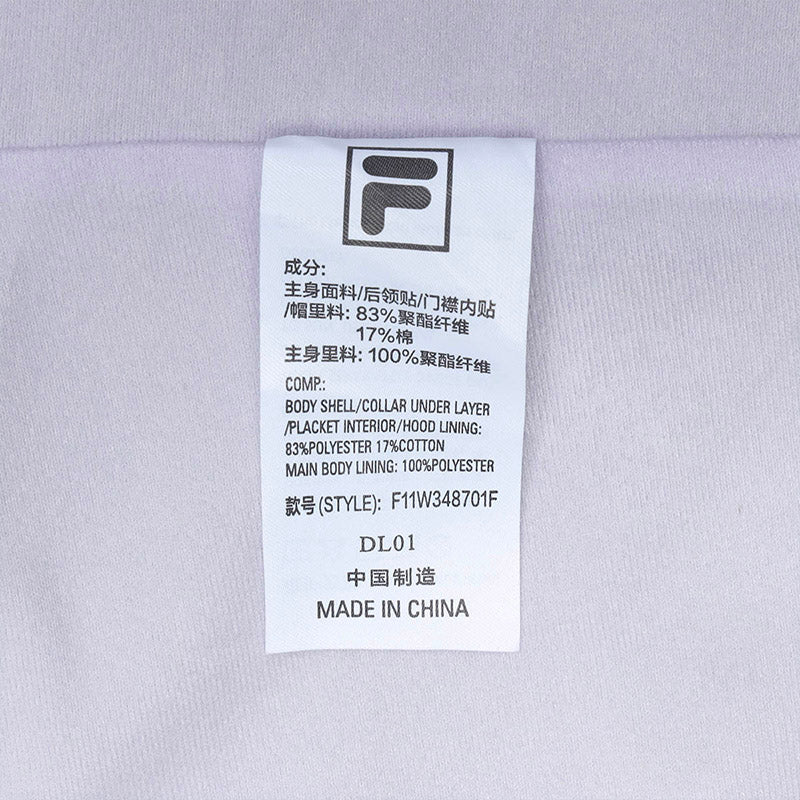 F
成分:
主身面料/后领贴/门襟内贴
/帽里料: 83%聚酯纤维
17%棉
主身里料: 100%聚酯纤维
COMP.:
BODY SHELL/COLLAR UNDER LAYER
/PLACKET INTERIOR/HOOD LINING:
83%POLYESTER 17%COTTON
MAIN BODY LINING: 100%POLYESTER
款号(STYLE): F11W348701F
DL01
中国制造
MADE IN CHINA